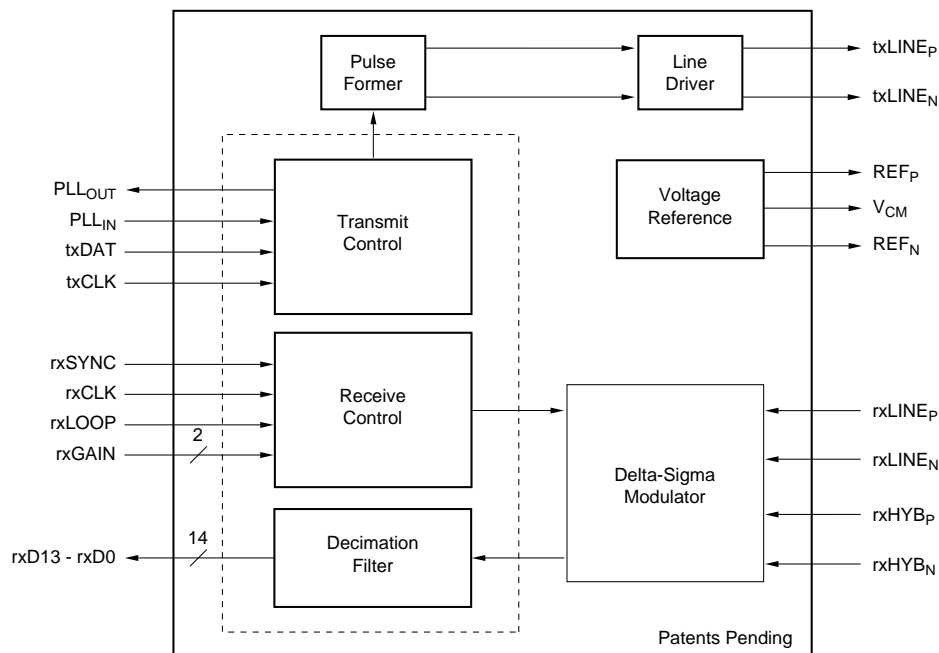 Pulse
Former
Line
Driver
txLINEP
txLINEN
PLLOUT
PLLIN
txDAT
txCLK
Transmit
Control
Voltage
Reference
REFP
VCM
REFN
rxSYNC
rxCLK
rxLOOP
rxGAIN
2
Receive
Control
Delta-Sigma
Modulator
rxLINEP
rxLINEN
rxHYBP
rxHYBN
rxD13 - rxD0
14
Decimation
Filter
Patents Pending